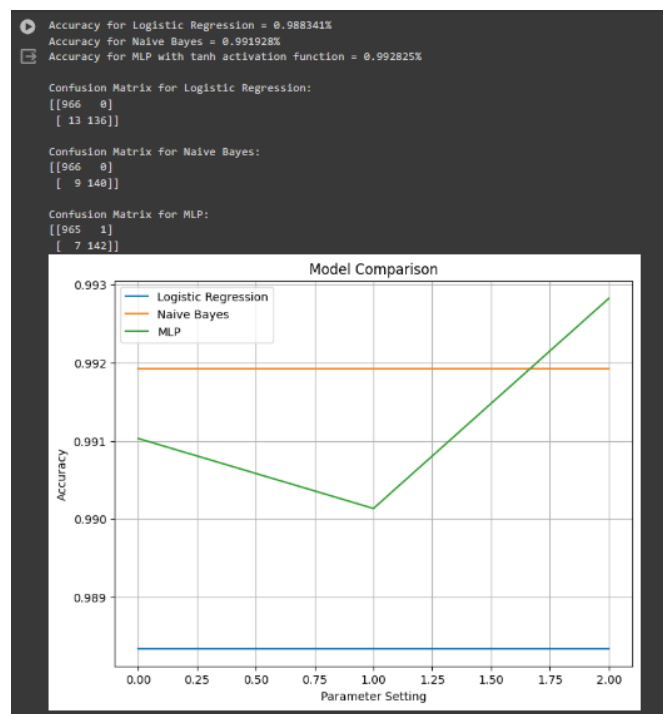 Accuracy for Logistic Regression = 0.988341%
Accuracy for Naive Bayes = 0.991928%
Accuracy for MLP with tanh activation function = 0.992825%
Confusion Matrix for Logistic Regression:
[[966   0]
 [ 13 136]]
Confusion Matrix for Naive Bayes:
[[966   0]
 [  9 140]]
Confusion Matrix for MLP:
[[965   1]
 [  7 142]]
Model Comparison
Logistic Regression
Naive Bayes
MLP
0.993
0.992
0.991
0.990
0.989
Accuracy
0.00 0.25 0.50 0.75 1.00 1.25 1.50 1.75 2.00
Parameter Setting